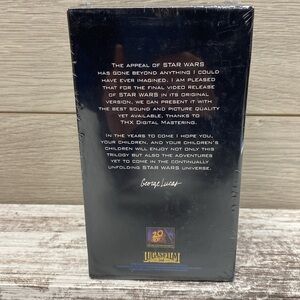 THE APPEAL OF STAR WARS
HAS GONE BEYOND ANYTHING I COULD
HAVE EVER IMAGINED. I AM PLEASED
THAT FOR THE FINAL VIDEO RELEASE
OF STAR WARS IN ITS ORIGINAL
VERSION, WE CAN PRESENT IT WITH
THE BEST SOUND AND PICTURE QUALITY
YET AVAILABLE, THANKS TO
THX DIGITAL MASTERING.
IN THE YEARS TO COME I HOPE YOU,
YOUR CHILDREN, AND YOUR CHILDREN'S
CHILDREN WILL ENJOY NOT ONLY THIS
TRILOGY BUT ALSO THE ADVENTURES
YET TO COME IN THE CONTINUALLY
UNFOLDING STAR WARS UNIVERSE.
George Lucas
20
LUCASFILM